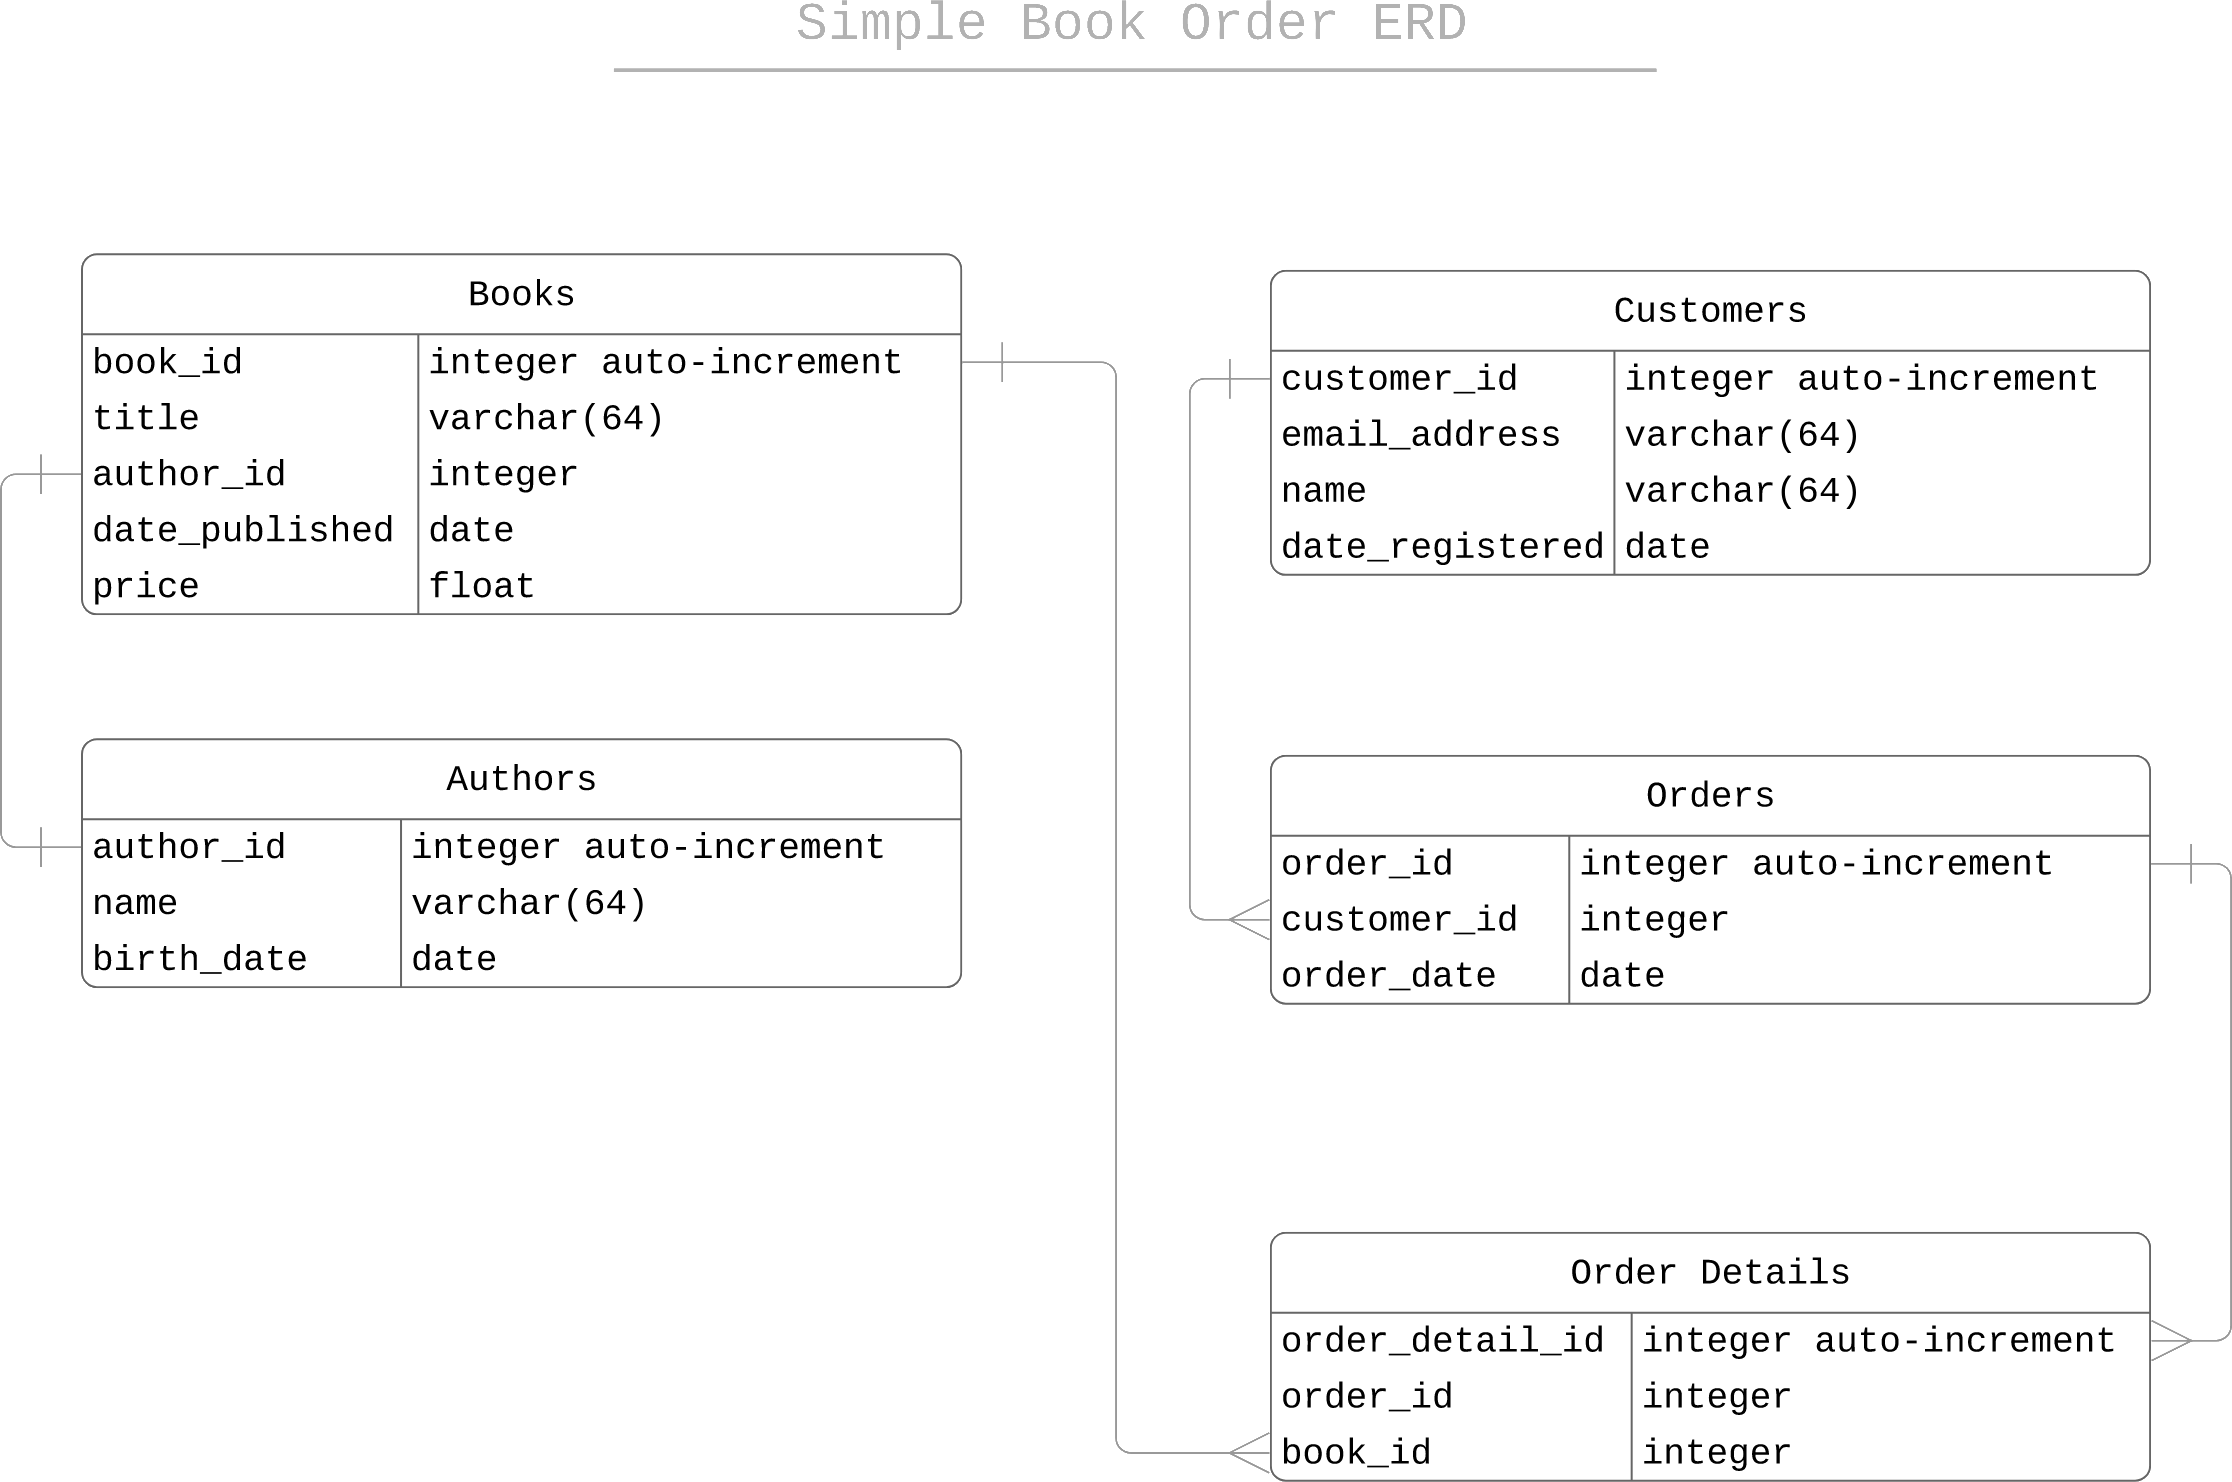 Simple Book Order ERD
Books
book_id integer auto-increment
title varchar(64)
author_id integer
date_published date
price float
Customers
customer_id integer auto-increment
email_address varchar(64)
name varchar(64)
date_registered date
Authors
author_id integer auto-increment
name varchar(64)
birth_date date
Orders
order_id integer auto-increment
customer_id integer
order_date date
Order Details
order_detail_id integer auto-increment
order_id integer
book_id integer